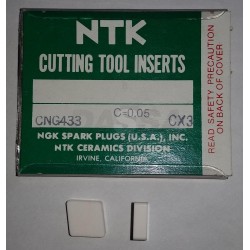 NTK
CUTTING TOOL INSERTS
C=0,05
CNG433 CX3
NGK SPARK PLUGS (U.S.A.), INC.
NTK CERAMICS DIVISION
IRVINE, CALIFORNIA
READ SAFETY PRECAUTION
ON BACK OF COVER